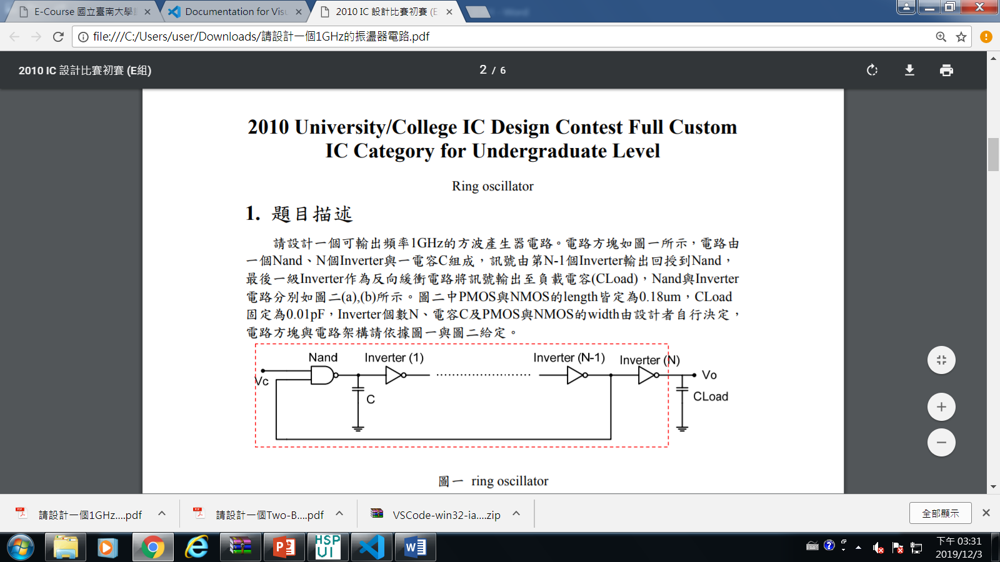 E-Course 國立臺南大學
Documentation for Visu
2010 IC 設計比賽初賽 (E
file:///C:/Users/user/Downloads/請設計一個1GHz的振盪器電路.pdf
2010 IC 設計比賽初賽 (E組)
2 / 6
2010 University/College IC Design Contest Full Custom
IC Category for Undergraduate Level
Ring oscillator
1. 題目描述
請設計一個可輸出頻率1GHz的方波產生器電路。電路方塊如圖一所示，電路由
一個Nand、N個Inverter與一電容C組成，訊號由第N-1個Inverter輸出回授到Nand，
最後一級Inverter作為反向緩衝電路將訊號輸出至負載電容(CLoad)，Nand與Inverter
電路分別如圖二(a),(b)所示。圖二中PMOS與NMOS的length皆定為0.18um，CLoad
固定為0.01pF，Inverter個數N、電容C及PMOS與NMOS的width由設計者自行決定，
電路方塊與電路架構請依據圖一與圖二給定。
Nand Inverter (1) Inverter (N-1) Inverter (N)
Vc
Vo
C
CLoad
圖一 ring oscillator
請設計一個1GHz....pdf
請設計一個Two-B....pdf
VSCode-win32-ia....zip
全部顯示
HSP
UI
下午 03:31
2019/12/3